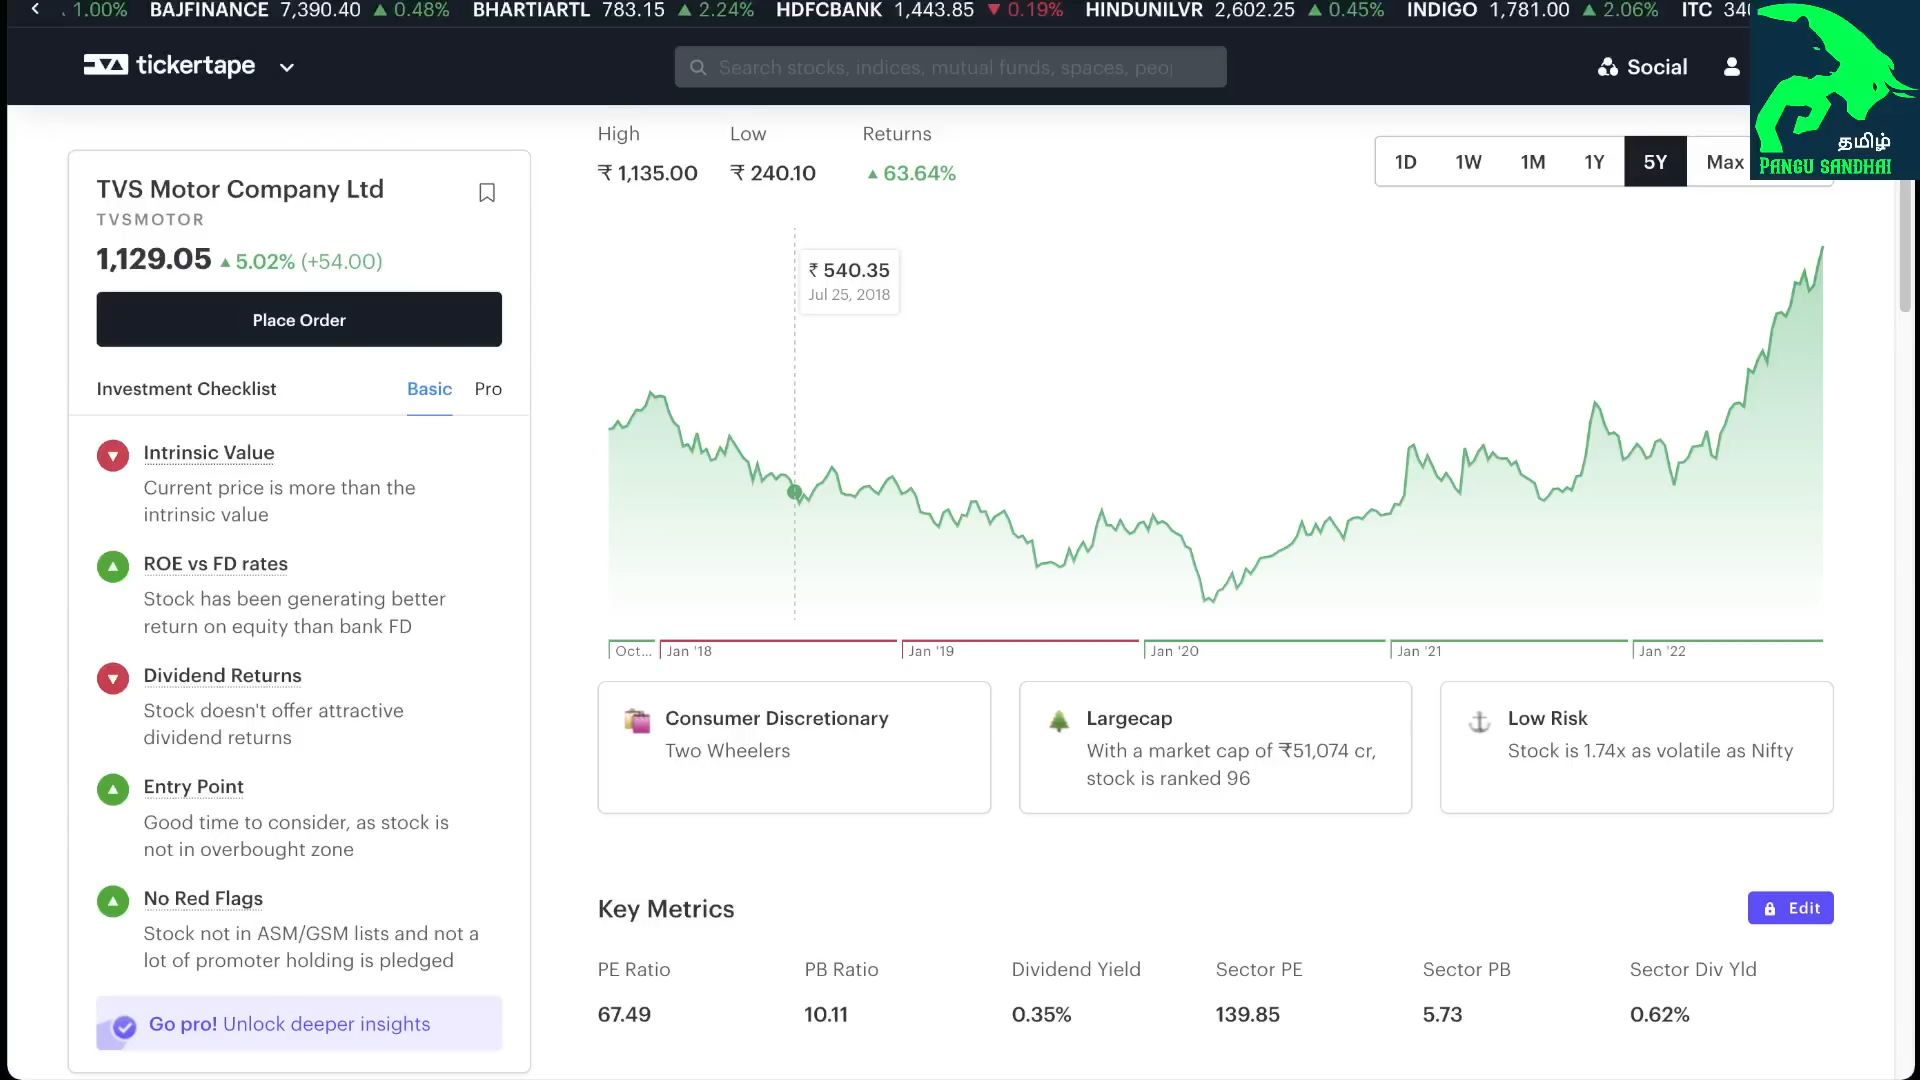 1.00% BAJFINANCE 7,390.40 ▲ 0.48% BHARTIARTL 783.15 ▲ 2.24% HDFCBANK 1,443.85 ▼ 0.19% HINDUNILVR 2,602.25 ▲ 0.45% INDIGO 1,781.00 ▲ 2.06% ITC
tickertape
Search stocks, indices, mutual funds, spaces,
Social
தமிழ்
PANGU SANDHAI
TVS Motor Company Ltd
TVSMOTOR
1,129.05 ▲ 5.02% (+54.00)
Place Order
Investment Checklist Basic Pro
Intrinsic Value
Current price is more than the
intrinsic value
ROE vs FD rates
Stock has been generating better
return on equity than bank FD
Dividend Returns
Stock doesn't offer attractive
dividend returns
Entry Point
Good time to consider, as stock is
not in overbought zone
No Red Flags
Stock not in ASM/GSM lists and not a
lot of promoter holding is pledged
Go pro! Unlock deeper insights
High Low Returns
₹ 1,135.00 ₹ 240.10 ▲ 63.64%
1D 1W 1M 1Y 5Y Max
₹ 540.35
Jul 25, 2018
Oct... Jan '18 Jan '19 Jan '20 Jan '21 Jan '22
Consumer Discretionary
Two Wheelers
Largecap
With a market cap of ₹51,074 cr,
stock is ranked 96
Low Risk
Stock is 1.74x as volatile as Nifty
Key Metrics
Edit
PE Ratio PB Ratio Dividend Yield Sector PE Sector PB Sector Div Yld
67.49 10.11 0.35% 139.85 5.73 0.62%